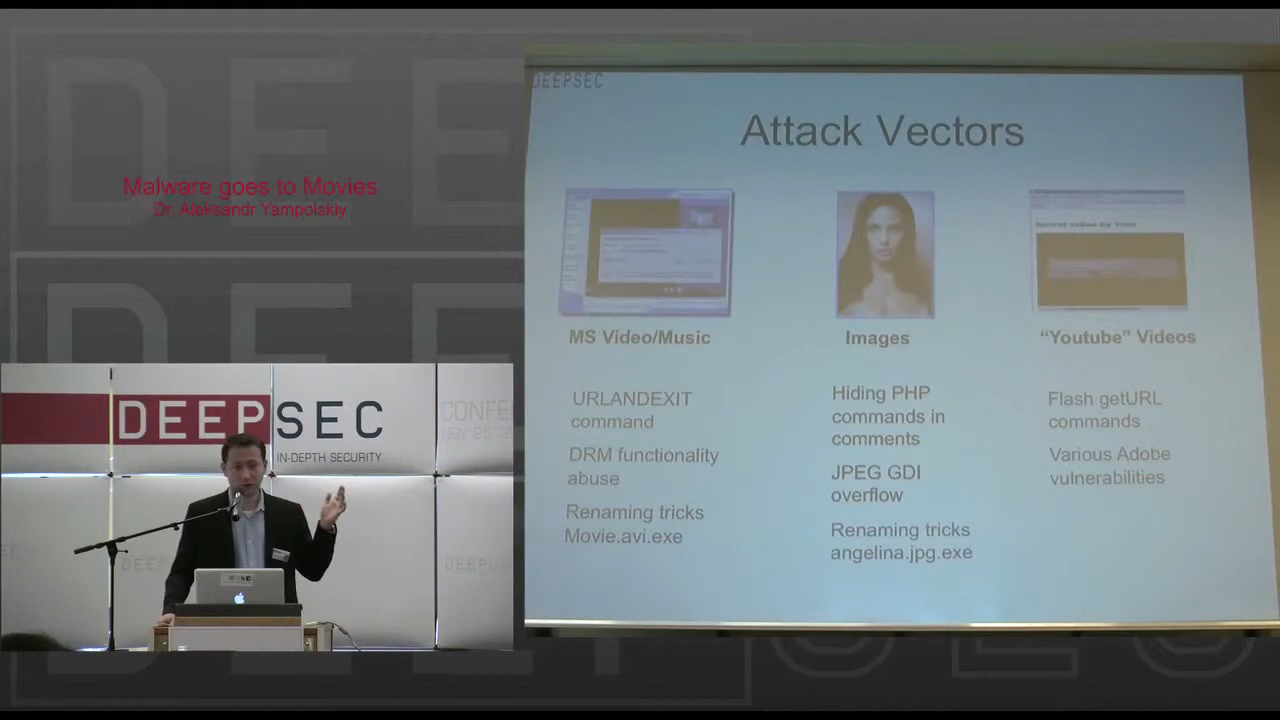 Malware goes to Movies
Dr. Aleksandr Yampolskiy
DEEPSEC
IN-DEPTH SECURITY
DEEPSEC
Attack Vectors
MS Video/Music
URLANDEXIT
command
DRM functionality
abuse
Renaming tricks
Movie.avi.exe
Images
Hiding PHP
commands in
comments
JPEG GDI
overflow
Renaming tricks
angelina.jpg.exe
“Youtube” Videos
Flash getURL
commands
Various Adobe
vulnerabilities